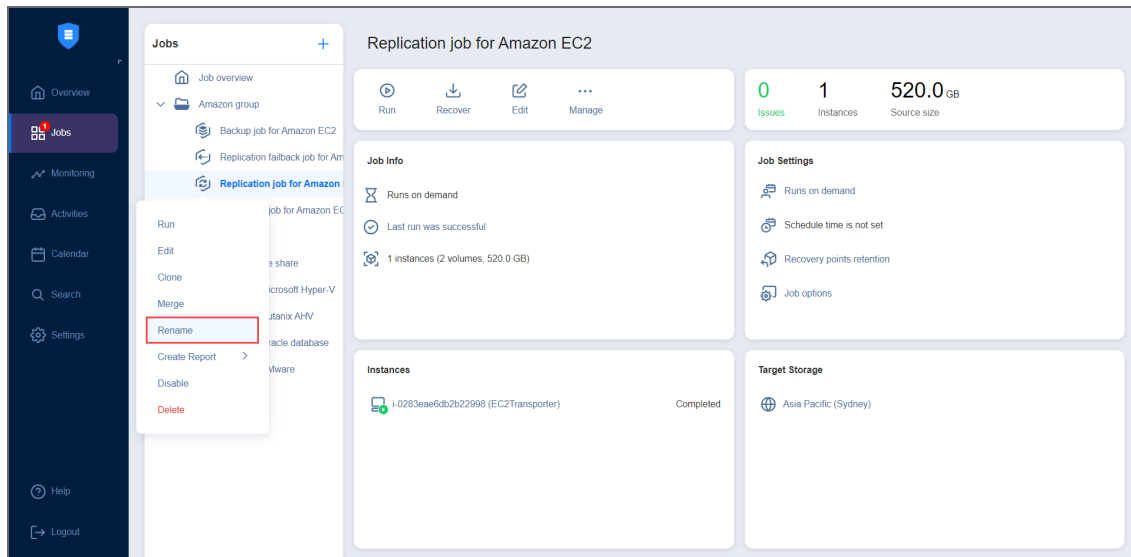 Overview
1
Jobs
Monitoring
Activities
Calendar
Search
Settings
Help
Logout
Jobs
Job overview
Amazon group
Backup job for Amazon EC2
Replication failback job for Am
Replication job for Amazon
job for Amazon EC
e share
icrosoft Hyper-V
utanix AHV
racle database
Mware
Run
Edit
Clone
Merge
Rename
Create Report
Disable
Delete
Replication job for Amazon EC2
Run Recover Edit Manage
0 1 520.0 GB
Issues Instances Source size
Job Info
Runs on demand
Last run was successful
1 instances (2 volumes, 520.0 GB)
Job Settings
Runs on demand
Schedule time is not set
Recovery points retention
Job options
Instances
i-0283eae6db2b22998 (EC2Transporter) Completed
Target Storage
Asia Pacific (Sydney)